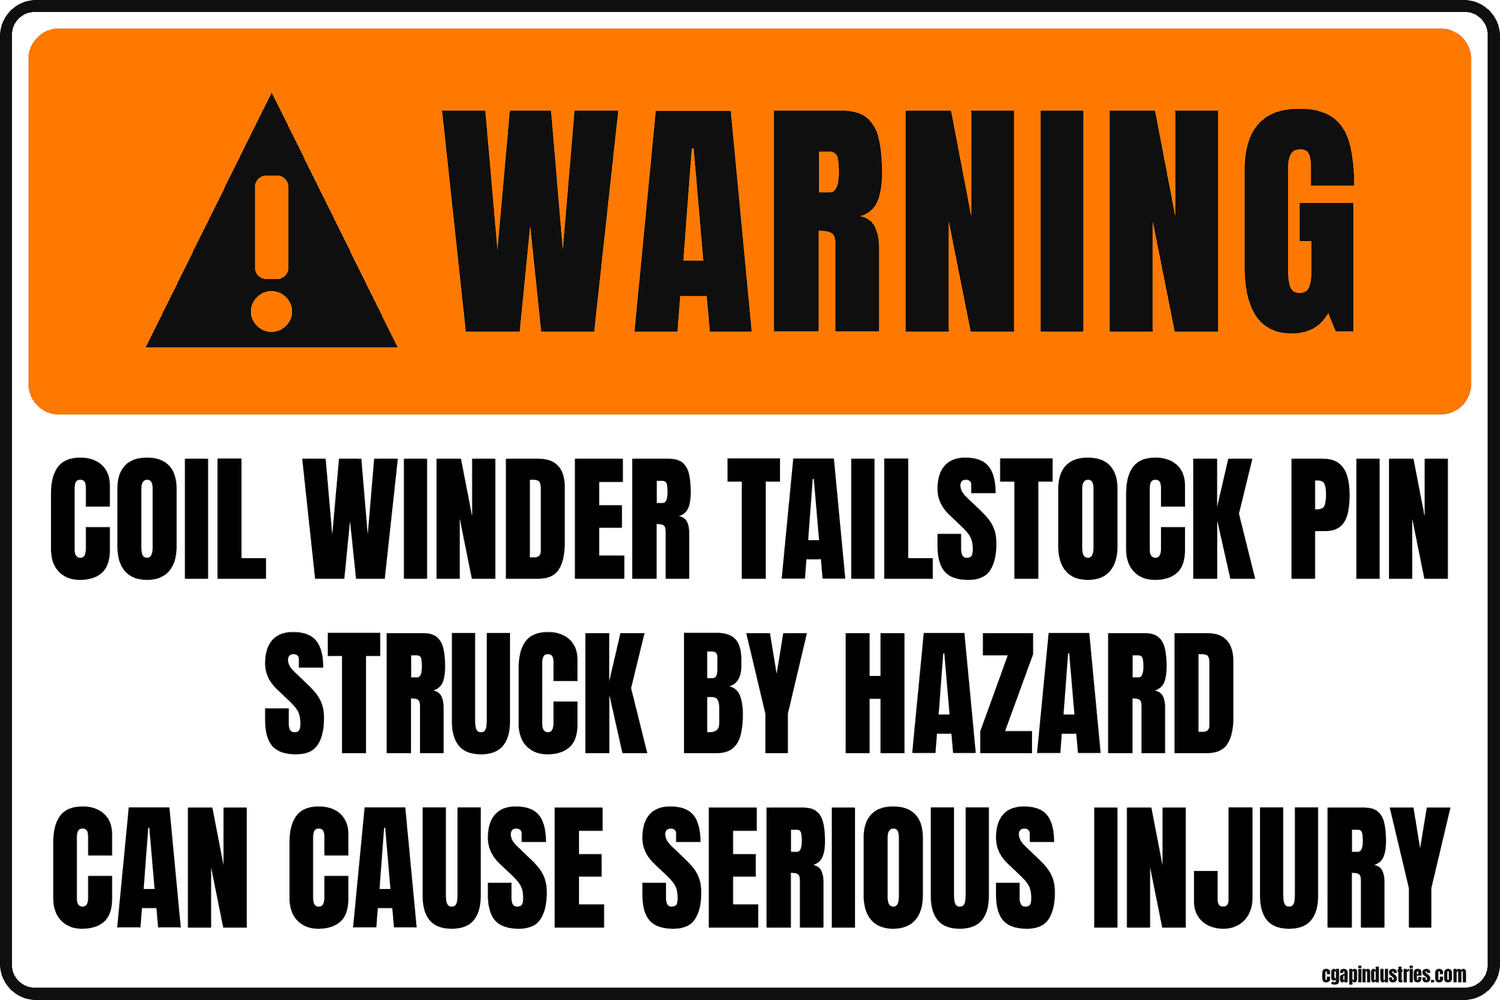 WARNING
COIL WINDER TAILSTOCK PIN
STRUCK BY HAZARD
CAN CAUSE SERIOUS INJURY
cgapindustries.com